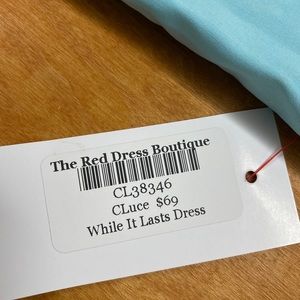 The Red Dress Boutique
CL38346
CLuce $69
While It Lasts Dress